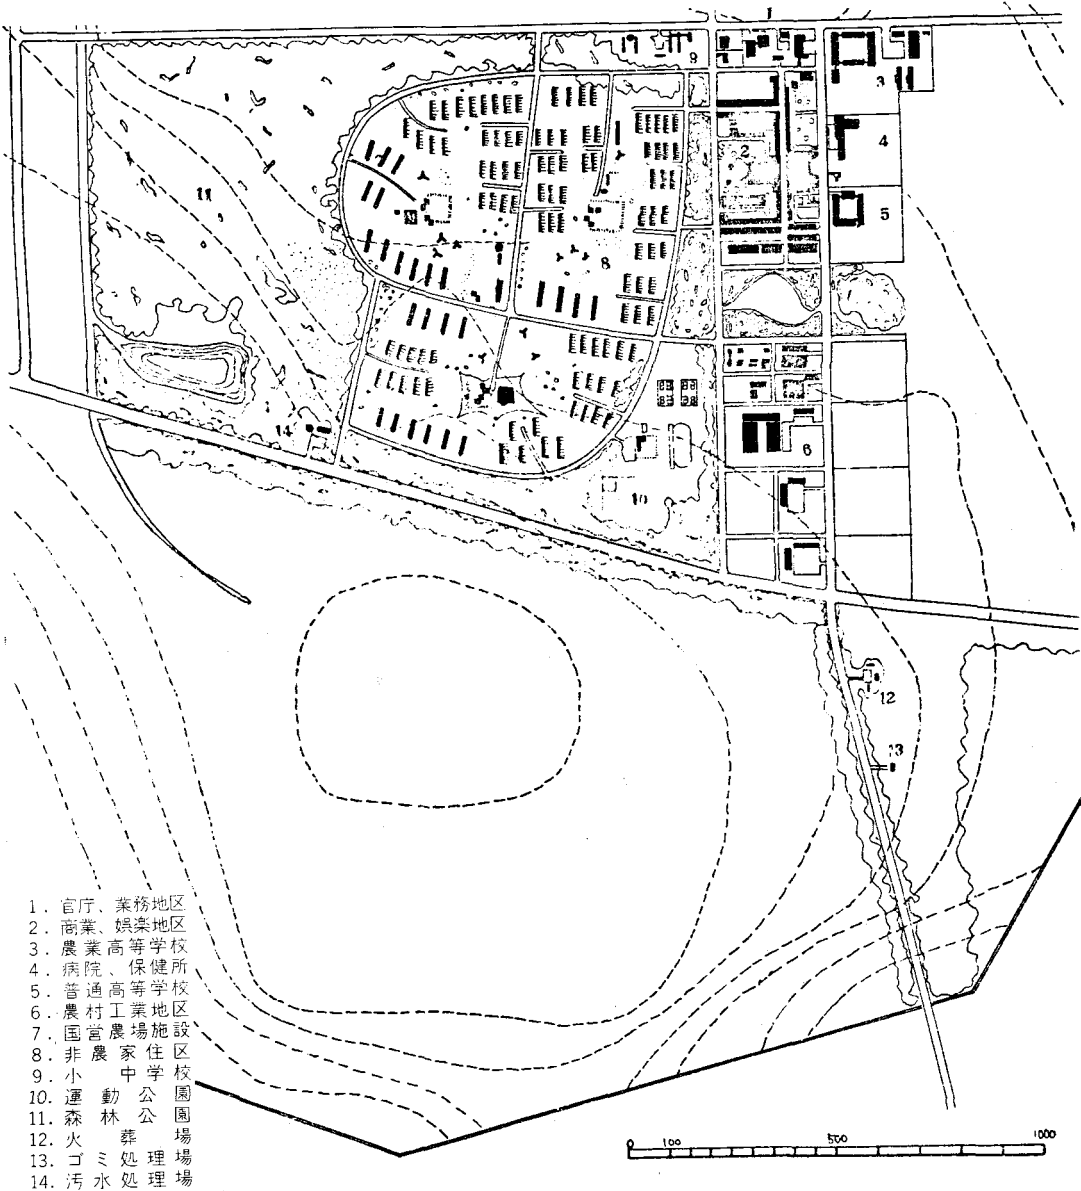 1
9
3
2
4
11
5
8
14
6
10
12
13
1. 官庁、業務地区
2. 商業、娯楽地区
3. 農業高等学校
4. 病院、保健所
5. 普通高等学校
6. 農村工業地区
7. 国営農場施設
8. 非農家住区
9. 小 中学校
10. 運動公園
11. 森林公園
12. 火葬場
13. ゴミ処理場
14. 汚水処理場
0 100 500 1000